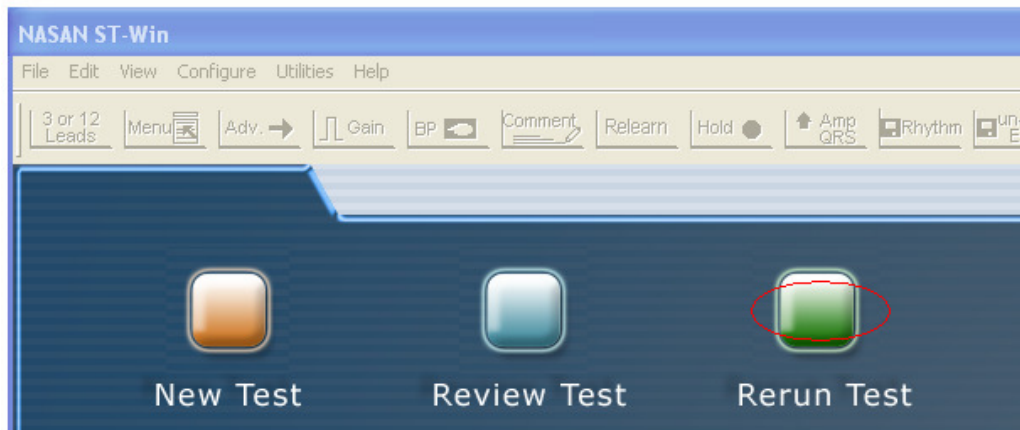 NASAN ST-Win
File Edit View Configure Utilities Help
3 or 12 Leads Menu Adv. Gain BP Comment Relearn Hold Amp QRS Rhythm
New Test Review Test Rerun Test